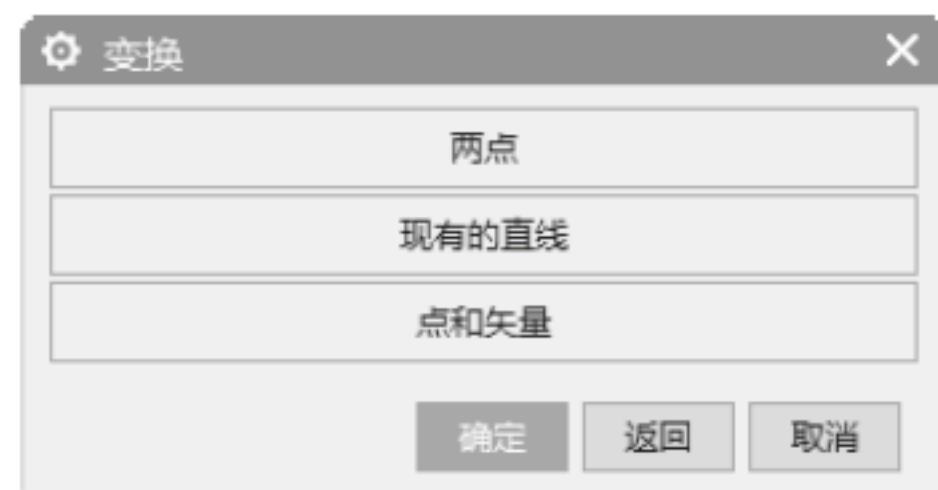 变换
两点
现有的直线
点和矢量
确定 返回 取消